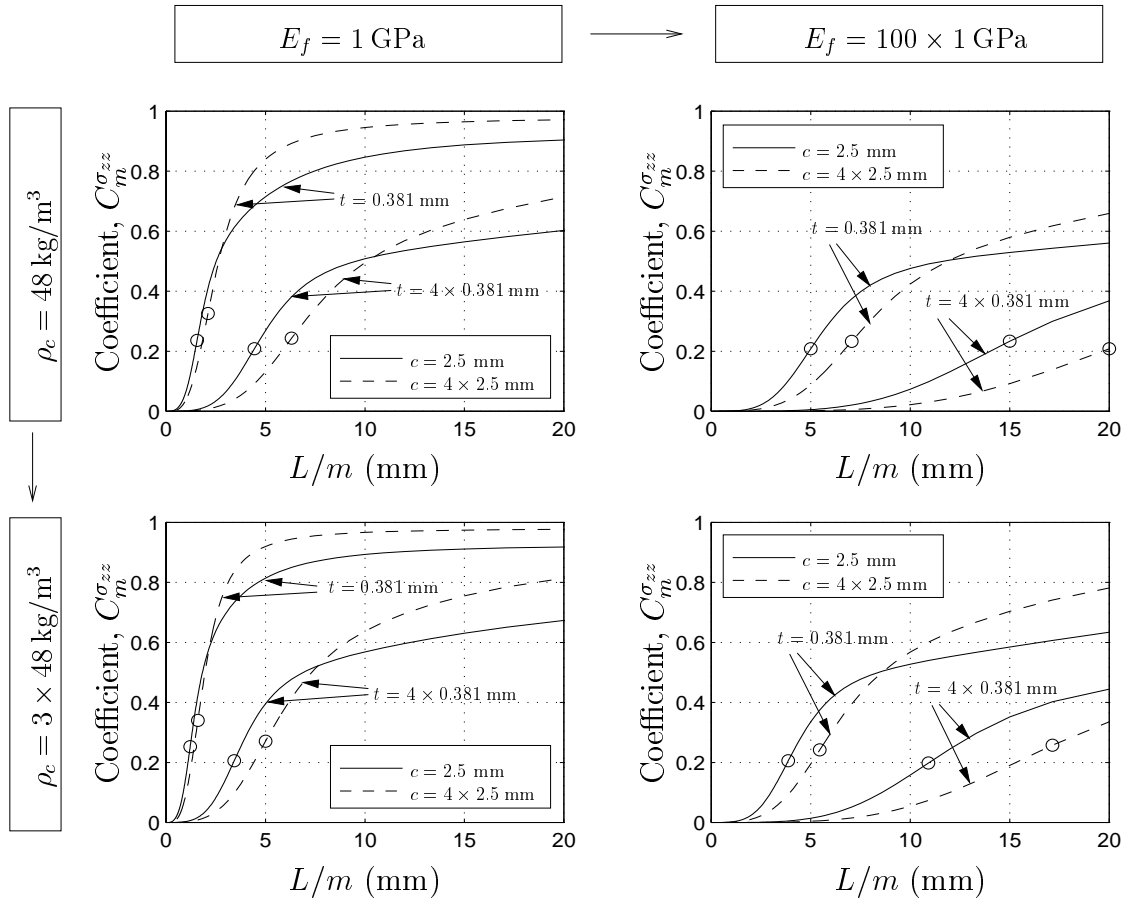 E_f = 1 GPa
E_f = 100 × 1 GPa
ρ_c = 48 kg/m³
ρ_c = 3 × 48 kg/m³
Coefficient, C_m^{σ_zz}
1
0.8
0.6
0.4
0.2
0
0 5 10 15 20
L/m (mm)
t = 0.381 mm
t = 4 × 0.381 mm
c = 2.5 mm
c = 4 × 2.5 mm
Coefficient, C_m^{σ_zz}
1
0.8
0.6
0.4
0.2
0
0 5 10 15 20
L/m (mm)
c = 2.5 mm
c = 4 × 2.5 mm
t = 0.381 mm
t = 4 × 0.381 mm
Coefficient, C_m^{σ_zz}
1
0.8
0.6
0.4
0.2
0
0 5 10 15 20
L/m (mm)
t = 0.381 mm
t = 4 × 0.381 mm
c = 2.5 mm
c = 4 × 2.5 mm
Coefficient, C_m^{σ_zz}
1
0.8
0.6
0.4
0.2
0
0 5 10 15 20
L/m (mm)
c = 2.5 mm
c = 4 × 2.5 mm
t = 0.381 mm
t = 4 × 0.381 mm